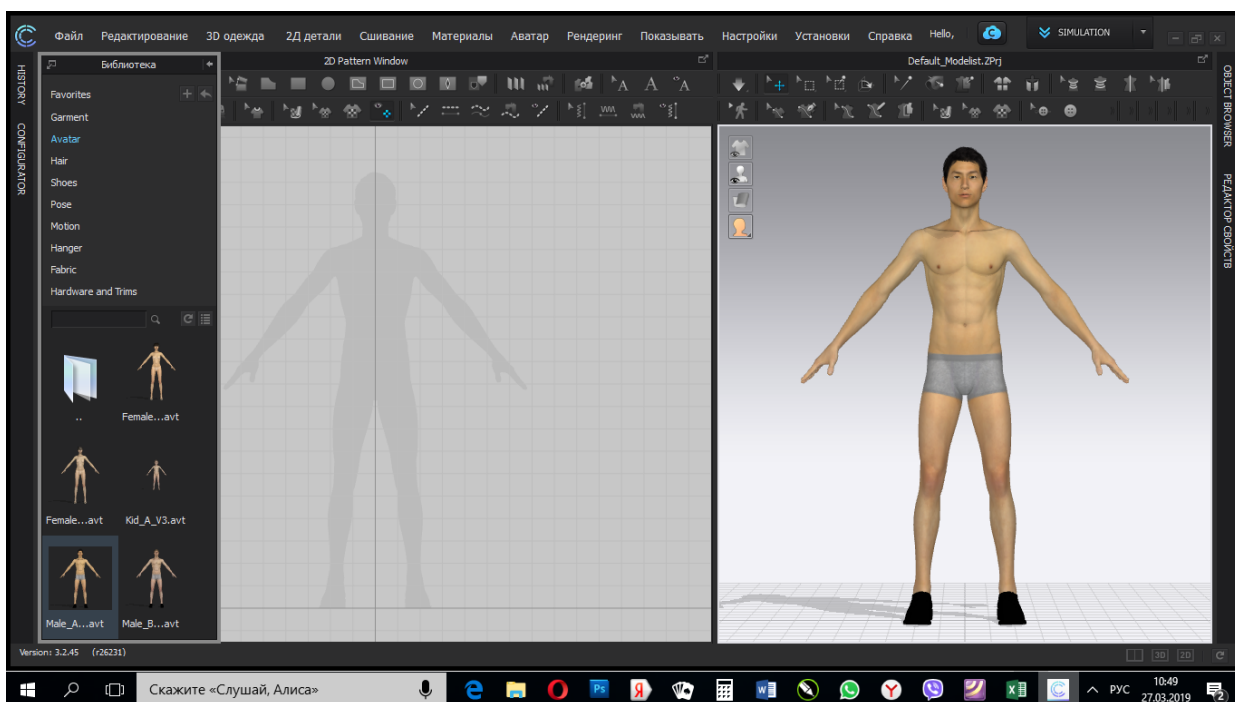 Файл Редактирование 3D одежда 2Д детали Сшивание Материалы Аватар Рендеринг Показывать Настройки Установки Справка Hello, SIMULATION
HISTORY
CONFIGURATOR
Библиотека
Favorites
Garment
Avatar
Hair
Shoes
Pose
Motion
Hanger
Fabric
Hardware and Trims
..
Female...avt
Female...avt Kid_A_V3.avt
Male_A...avt Male_B...avt
2D Pattern Window
A A A
Default_Modelist.ZPrj
OBJECT BROWSER
РЕДАКТОР СВОЙСТВ
Version: 3.2.45 (r26231)
3D 2D
Скажите «Слушай, Алиса»
Ps
РУС
10:49
27.03.2019
2